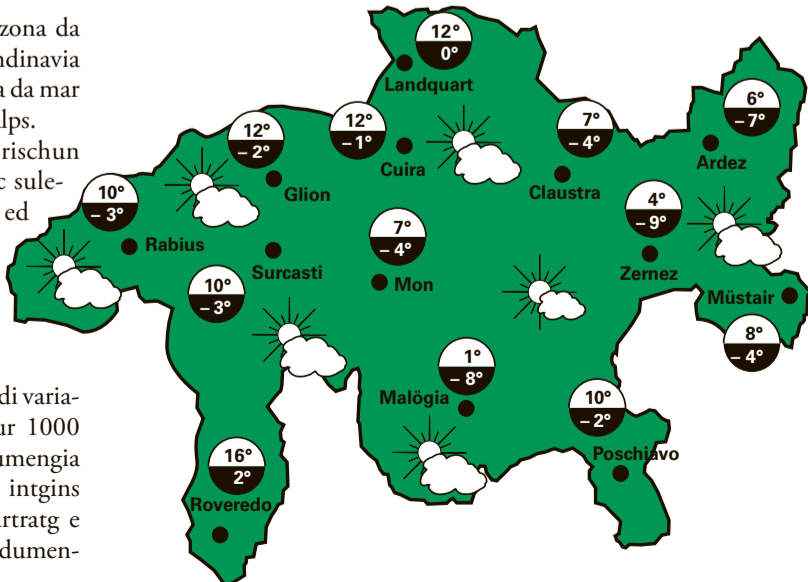 zona da
ndinavia
a da mar
lps.
rischun
c sule-
ed
di varia-
ur 1000
umengia
intgins
rtratg e
dumen-
12°
0°
Landquart
12°
– 2°
Glion
12°
– 1°
Cuira
7°
– 4°
Claustra
6°
– 7°
Ardez
10°
– 3°
Rabius
10°
– 3°
Surcasti
7°
– 4°
Mon
4°
– 9°
Zernez
Müstair
8°
– 4°
1°
– 8°
Malögia
10°
– 2°
Poschiavo
16°
2°
Roveredo